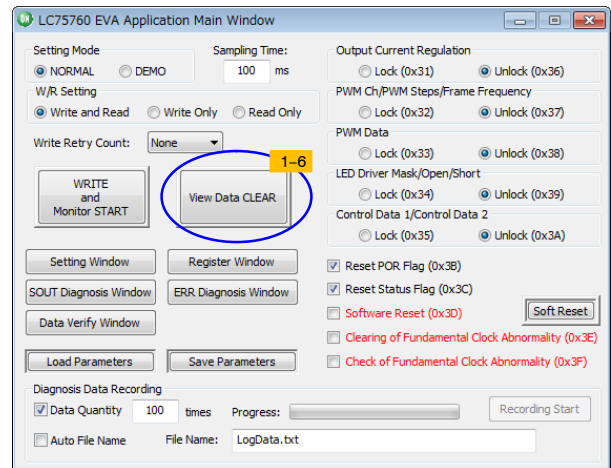 LC75760 EVA Application Main Window
Setting Mode
Sampling Time:
NORMAL DEMO
100 ms
W/R Setting
Write and Read Write Only Read Only
Write Retry Count: None
1-6
WRITE
and
Monitor START
View Data CLEAR
Setting Window Register Window
SOUT Diagnosis Window ERR Diagnosis Window
Data Verify Window
Load Parameters Save Parameters
Output Current Regulation
Lock (0x31) Unlock (0x36)
PWM Ch/PWM Steps/Frame Frequency
Lock (0x32) Unlock (0x37)
PWM Data
Lock (0x33) Unlock (0x38)
LED Driver Mask/Open/Short
Lock (0x34) Unlock (0x39)
Control Data 1/Control Data 2
Lock (0x35) Unlock (0x3A)
Reset POR Flag (0x3B)
Reset Status Flag (0x3C)
Software Reset (0x3D) Soft Reset
Clearing of Fundamental Clock Abnormality (0x3E)
Check of Fundamental Clock Abnormality (0x3F)
Diagnosis Data Recording
Data Quantity 100 times Progress: Recording Start
Auto File Name File Name: LogData.txt